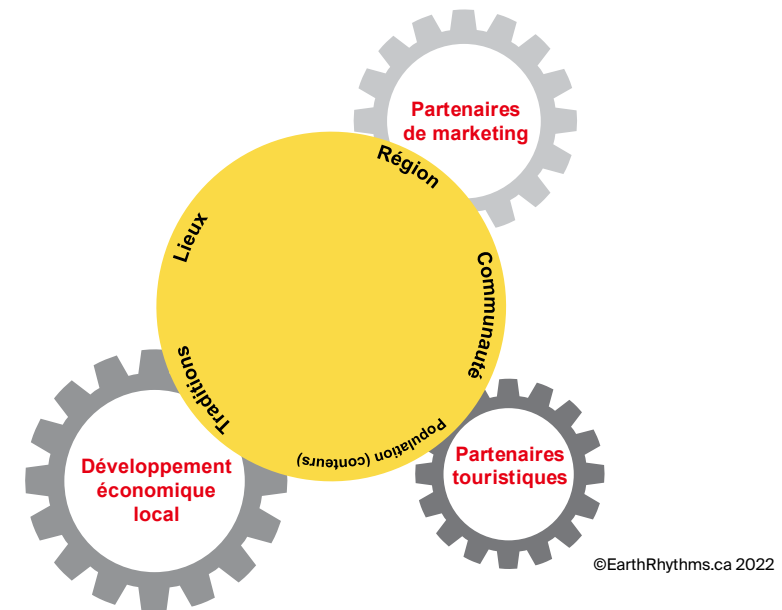 Partenaires
de marketing
Région
Lieux
Communauté
Traditions
Population (conteurs)
Développement
économique
local
Partenaires
touristiques
©EarthRhythms.ca 2022